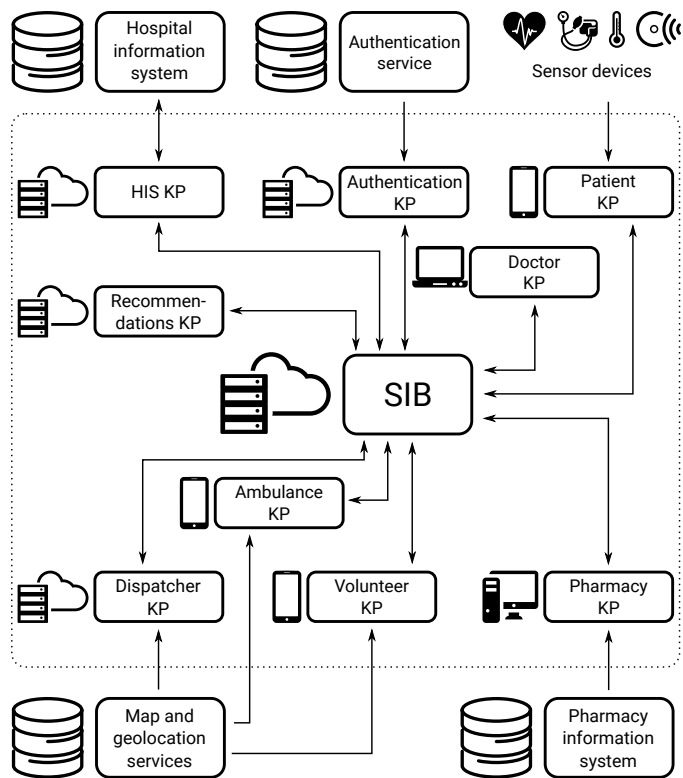 Hospital
information
system
Authentication
service
Sensor devices
HIS KP
Authentication
KP
Patient
KP
Doctor
KP
Recommen-
dations KP
SIB
Ambulance
KP
Dispatcher
KP
Volunteer
KP
Pharmacy
KP
Map and
geolocation
services
Pharmacy
information
system